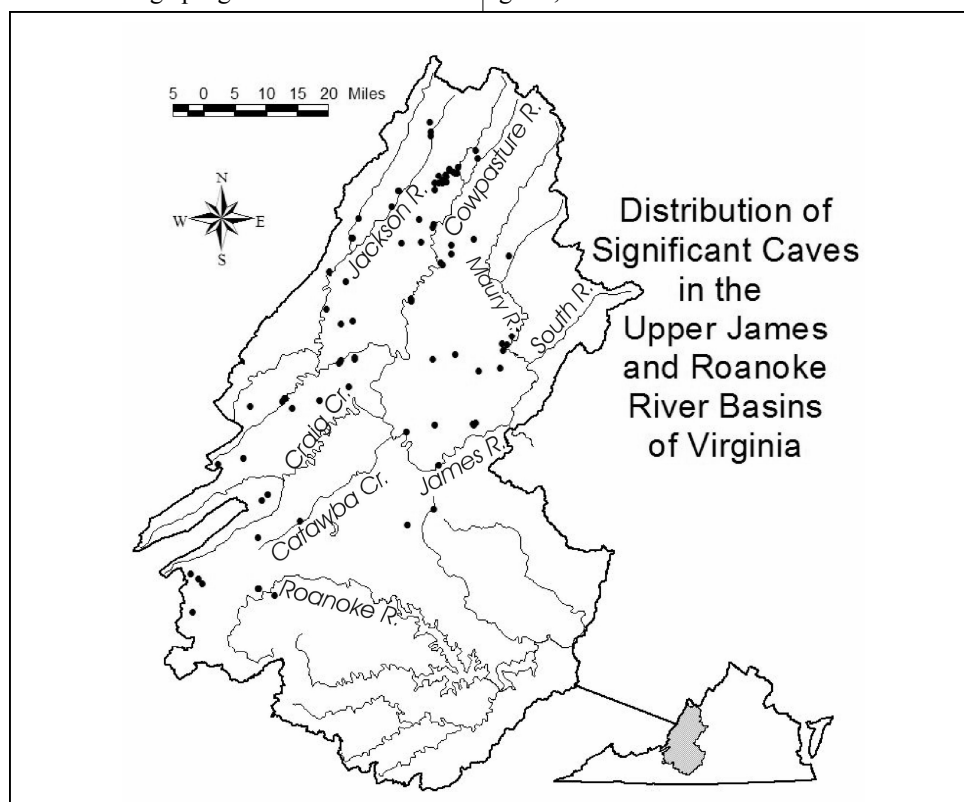 5 0 5 10 15 20 Miles
N
W E
S
Jackson R.
Cowpasture R.
Maury R.
South R.
Craig Cr.
James R.
Catawba Cr.
Roanoke R.
Distribution of
Significant Caves
in the
Upper James
and Roanoke
River Basins
of Virginia